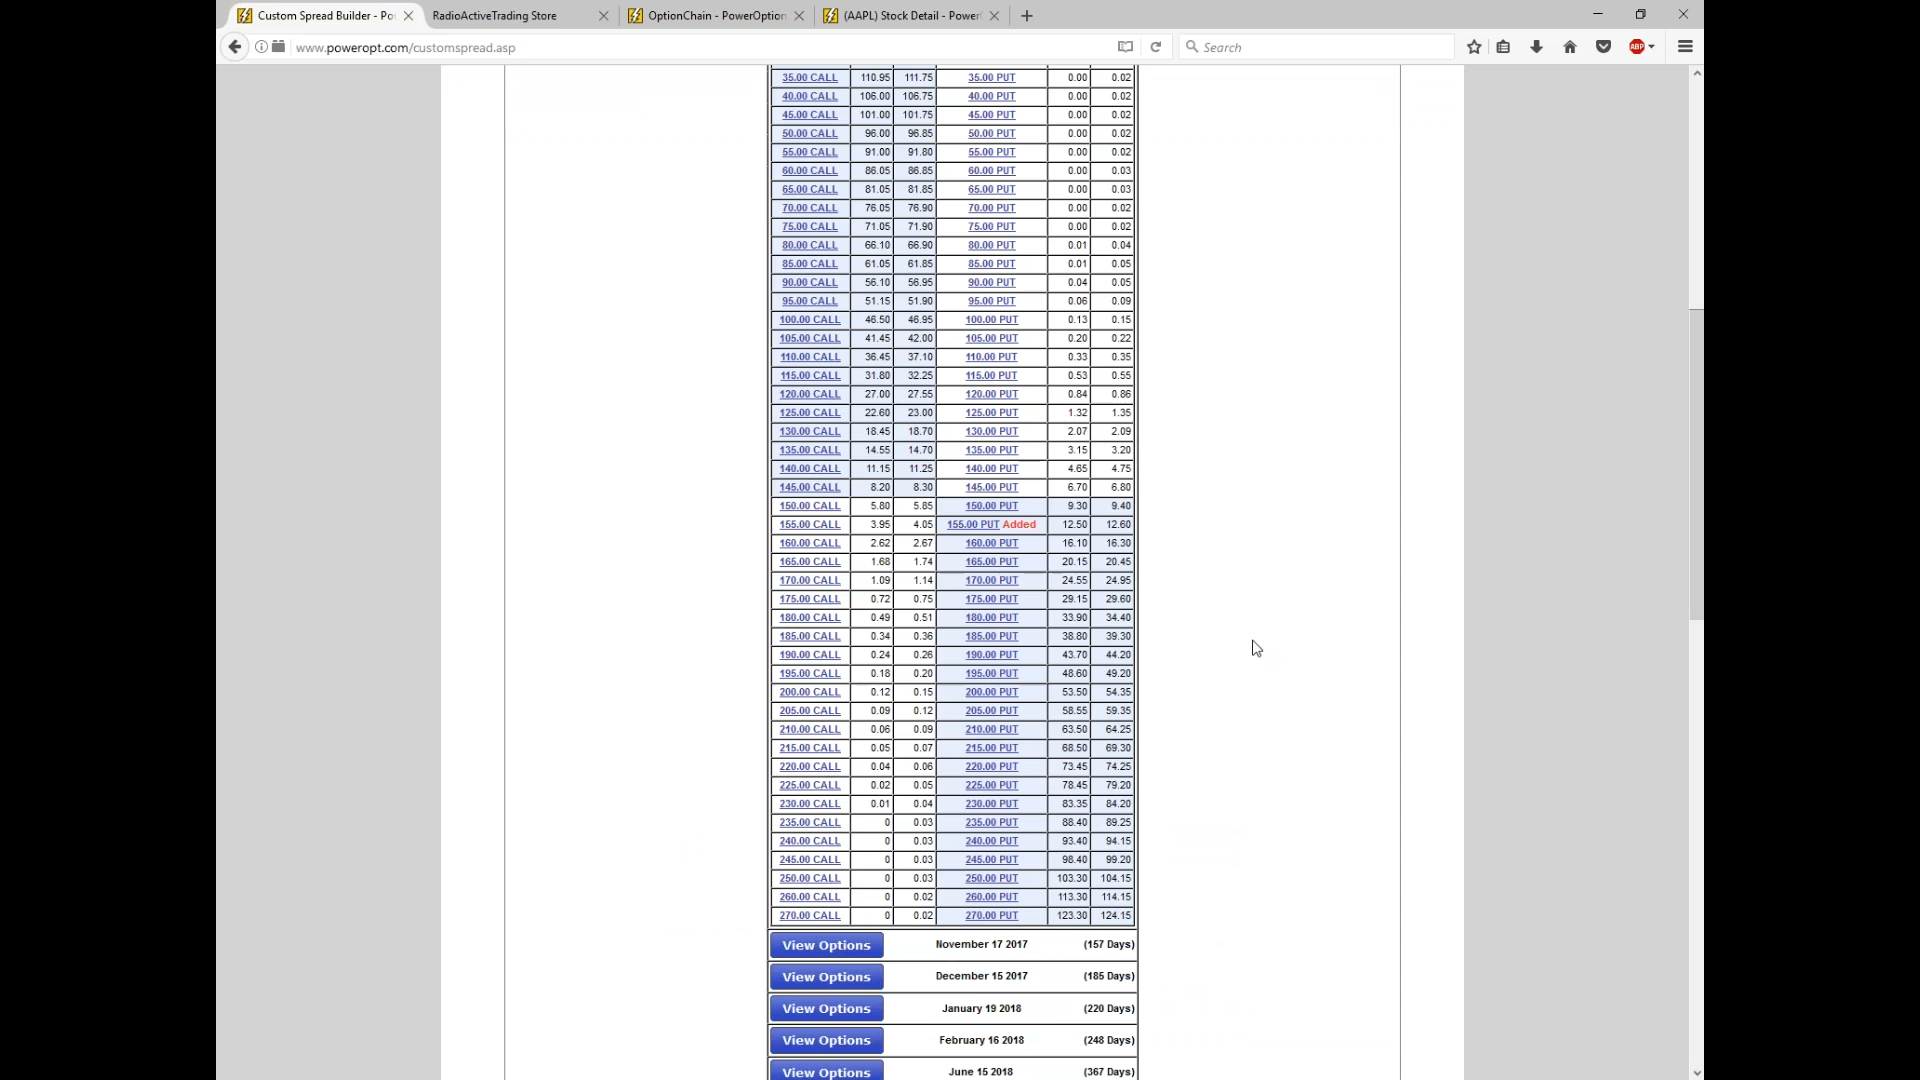 Custom Spread Builder - Po
RadioActiveTrading Store
OptionChain - PowerOption
(AAPL) Stock Detail - Power
www.poweropt.com/customspread.asp
Search
ABP
35.00 CALL 110.95 111.75 35.00 PUT 0.00 0.02
40.00 CALL 106.00 106.75 40.00 PUT 0.00 0.02
45.00 CALL 101.00 101.75 45.00 PUT 0.00 0.02
50.00 CALL 96.00 96.85 50.00 PUT 0.00 0.02
55.00 CALL 91.00 91.80 55.00 PUT 0.00 0.02
60.00 CALL 86.05 86.85 60.00 PUT 0.00 0.03
65.00 CALL 81.05 81.85 65.00 PUT 0.00 0.03
70.00 CALL 76.05 76.90 70.00 PUT 0.00 0.02
75.00 CALL 71.05 71.90 75.00 PUT 0.00 0.02
80.00 CALL 66.10 66.90 80.00 PUT 0.01 0.04
85.00 CALL 61.05 61.85 85.00 PUT 0.01 0.05
90.00 CALL 56.10 56.95 90.00 PUT 0.04 0.05
95.00 CALL 51.15 51.90 95.00 PUT 0.06 0.09
100.00 CALL 46.50 46.95 100.00 PUT 0.13 0.15
105.00 CALL 41.45 42.00 105.00 PUT 0.20 0.22
110.00 CALL 36.45 37.10 110.00 PUT 0.33 0.35
115.00 CALL 31.80 32.25 115.00 PUT 0.53 0.55
120.00 CALL 27.00 27.55 120.00 PUT 0.84 0.86
125.00 CALL 22.60 23.00 125.00 PUT 1.32 1.35
130.00 CALL 18.45 18.70 130.00 PUT 2.07 2.09
135.00 CALL 14.55 14.70 135.00 PUT 3.15 3.20
140.00 CALL 11.15 11.25 140.00 PUT 4.65 4.75
145.00 CALL 8.20 8.30 145.00 PUT 6.70 6.80
150.00 CALL 5.80 5.85 150.00 PUT 9.30 9.40
155.00 CALL 3.95 4.05 155.00 PUT Added 12.50 12.60
160.00 CALL 2.62 2.67 160.00 PUT 16.10 16.30
165.00 CALL 1.68 1.74 165.00 PUT 20.15 20.45
170.00 CALL 1.09 1.14 170.00 PUT 24.55 24.95
175.00 CALL 0.72 0.75 175.00 PUT 29.15 29.60
180.00 CALL 0.49 0.51 180.00 PUT 33.90 34.40
185.00 CALL 0.34 0.36 185.00 PUT 38.80 39.30
190.00 CALL 0.24 0.26 190.00 PUT 43.70 44.20
195.00 CALL 0.18 0.20 195.00 PUT 48.60 49.20
200.00 CALL 0.12 0.15 200.00 PUT 53.50 54.35
205.00 CALL 0.09 0.12 205.00 PUT 58.55 59.35
210.00 CALL 0.06 0.09 210.00 PUT 63.50 64.25
215.00 CALL 0.05 0.07 215.00 PUT 68.50 69.30
220.00 CALL 0.04 0.06 220.00 PUT 73.45 74.25
225.00 CALL 0.02 0.05 225.00 PUT 78.45 79.20
230.00 CALL 0.01 0.04 230.00 PUT 83.35 84.20
235.00 CALL 0 0.03 235.00 PUT 88.40 89.25
240.00 CALL 0 0.03 240.00 PUT 93.40 94.15
245.00 CALL 0 0.03 245.00 PUT 98.40 99.20
250.00 CALL 0 0.03 250.00 PUT 103.30 104.15
260.00 CALL 0 0.02 260.00 PUT 113.30 114.15
270.00 CALL 0 0.02 270.00 PUT 123.30 124.15
View Options November 17 2017 (157 Days)
View Options December 15 2017 (185 Days)
View Options January 19 2018 (220 Days)
View Options February 16 2018 (248 Days)
View Options June 15 2018 (367 Days)